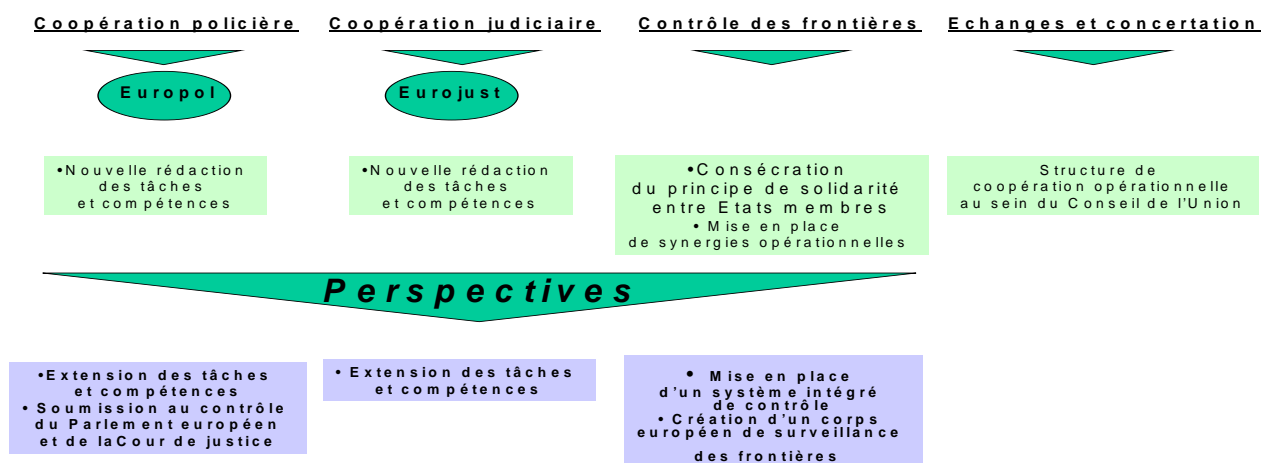 Coopération policière
Coopération judiciaire
Contrôle des frontières
Echanges et concertation
Europol
Eurojust
•Nouvelle rédaction
des tâches
et compétences
•Nouvelle rédaction
des tâches
et compétences
•Consécration
du principe de solidarité
entre Etats membres
• Mise en place
de synergies opérationnelles
Structure de
coopération opérationnelle
au sein du Conseil de l'Union
Perspectives
•Extension des tâches
et compétences
• Soumission au contrôle
du Parlement européen
et de laCour de justice
• Extension des tâches
et compétences
• Mise en place
d'un système intégré
de contrôle
• Création d'un corps
européen de surveillance
des frontières